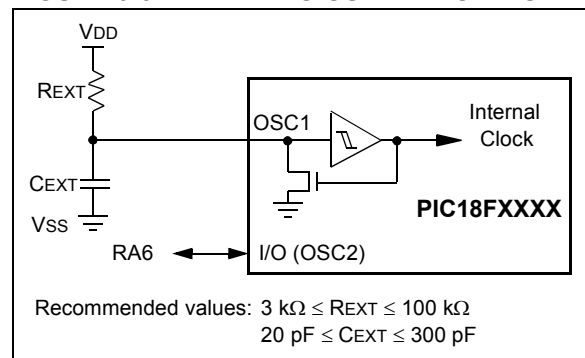 VDD
REXT
OSC1
Internal
Clock
CEXT
PIC18FXXXX
VSS
RA6
I/O (OSC2)
Recommended values: 3 kΩ ≤ REXT ≤ 100 kΩ
20 pF ≤ CEXT ≤ 300 pF